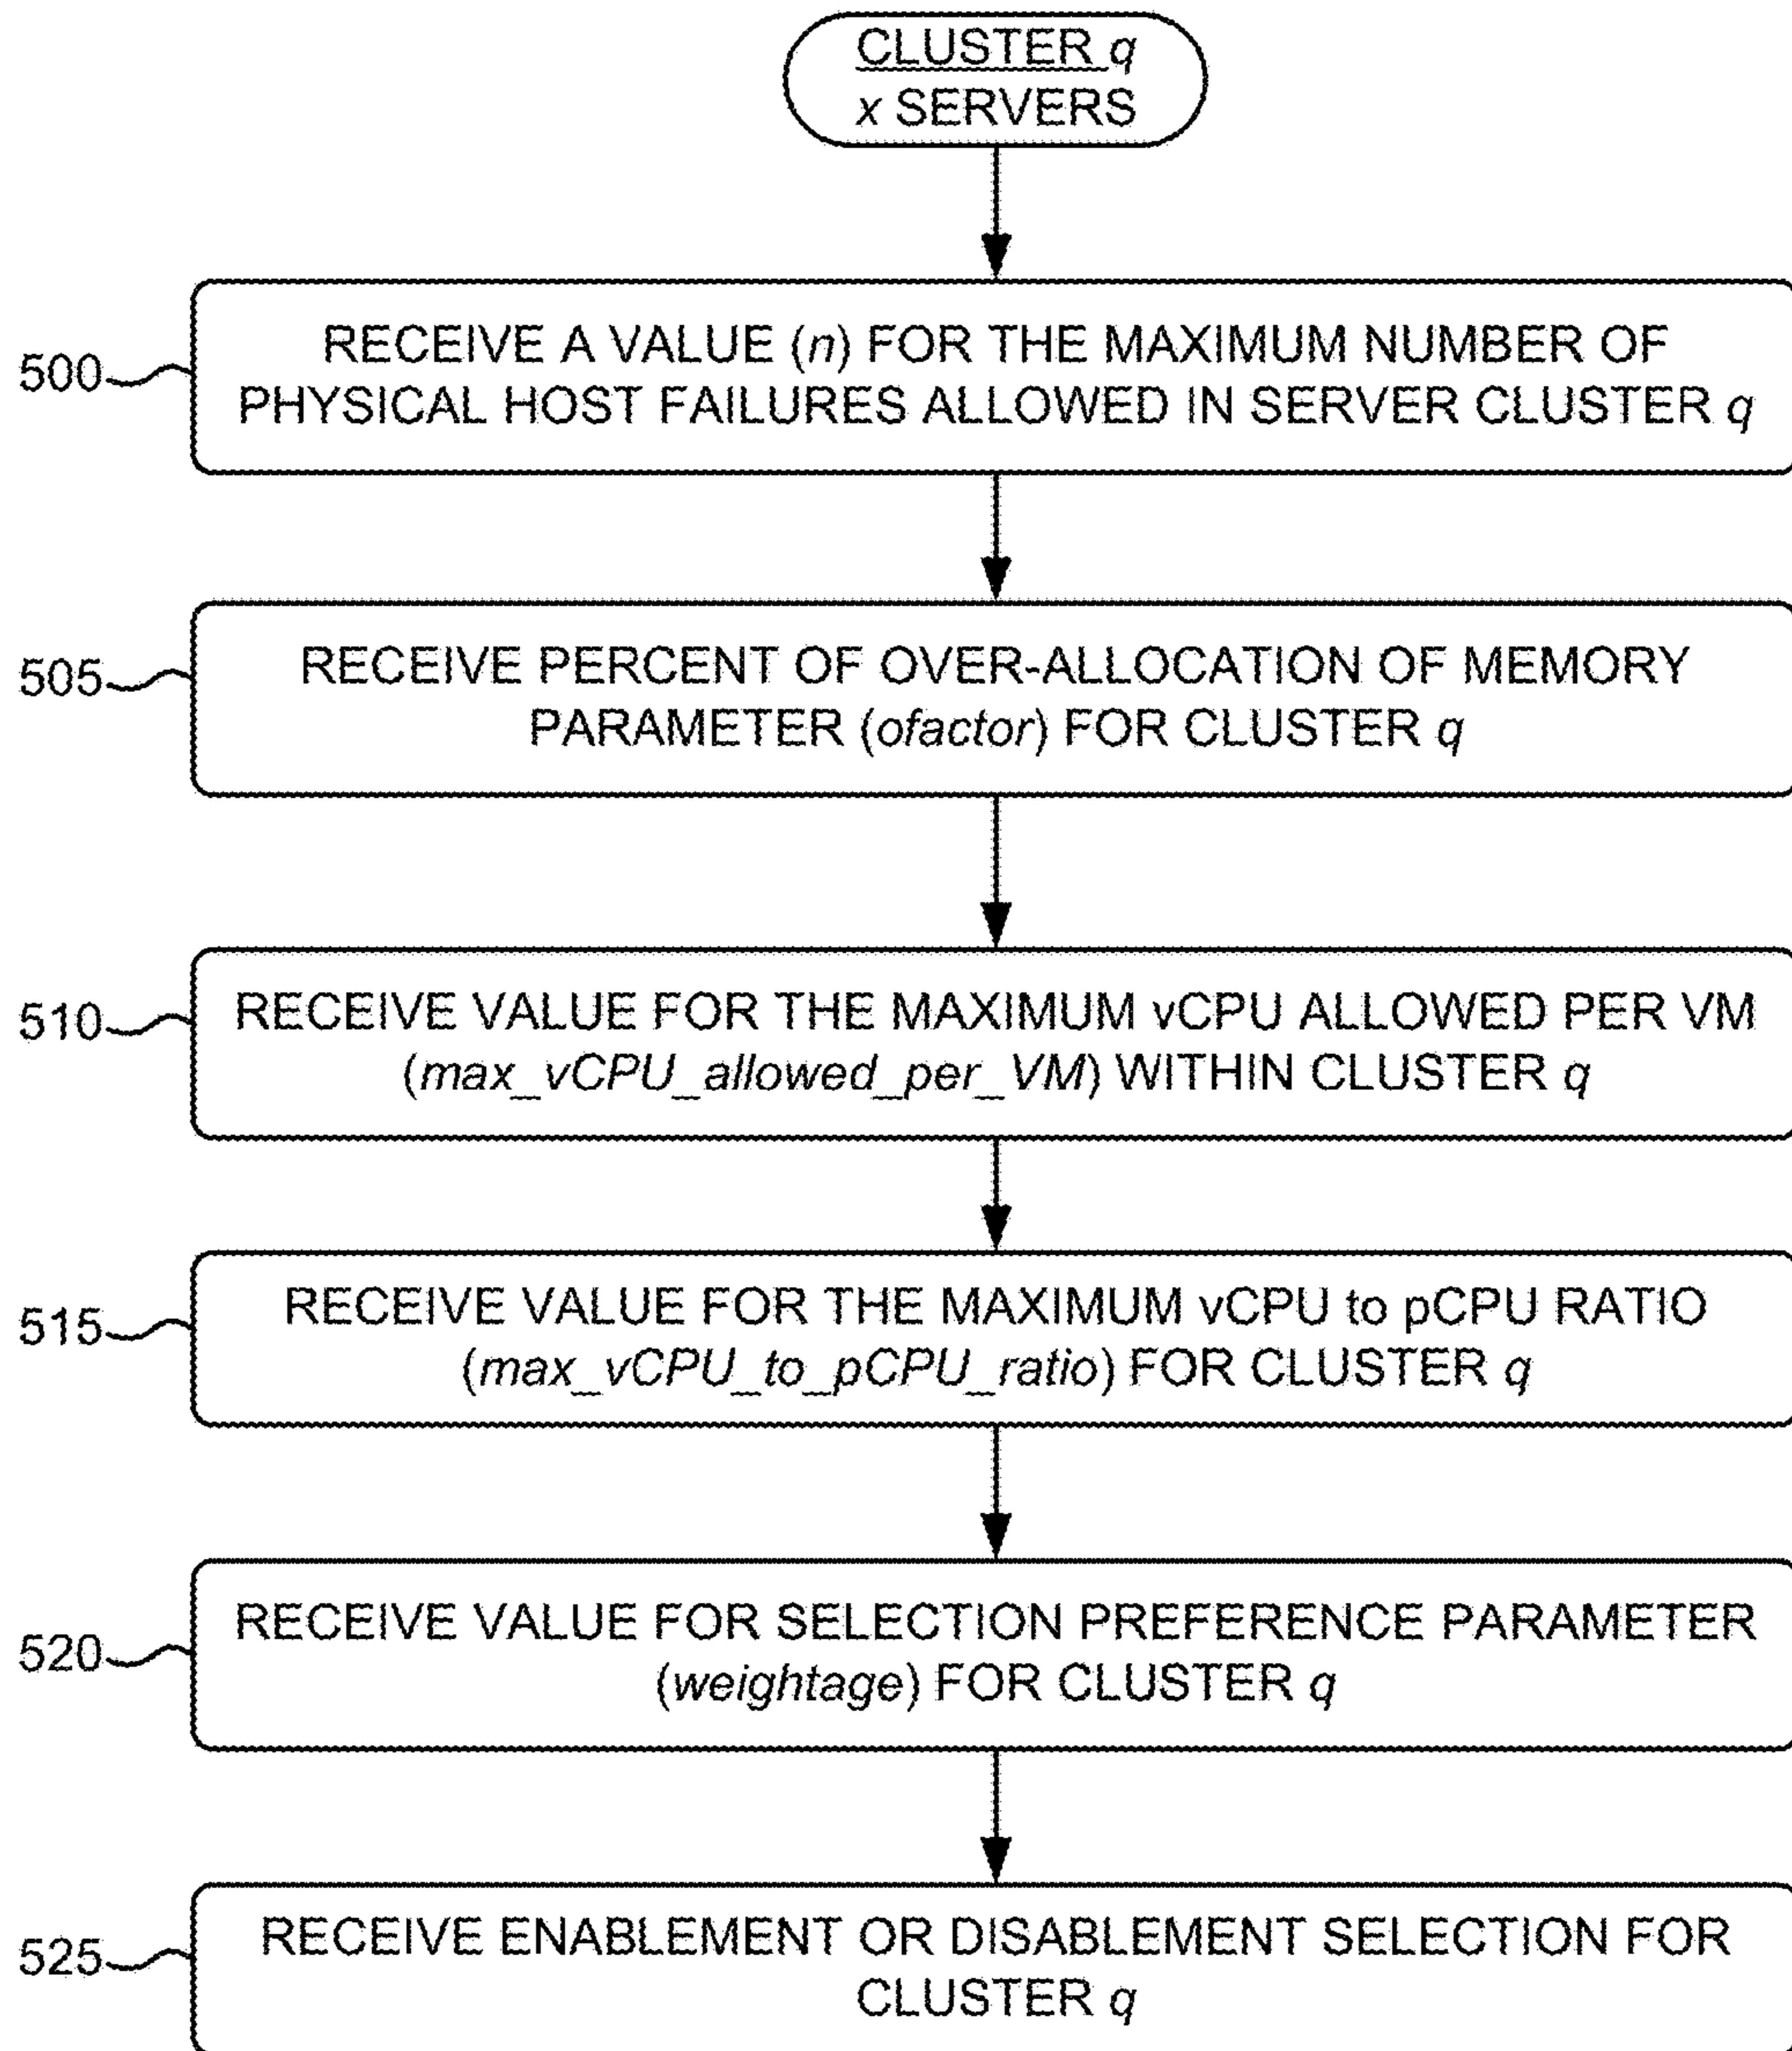 CLUSTER q
x SERVERS
500
RECEIVE A VALUE (n) FOR THE MAXIMUM NUMBER OF
PHYSICAL HOST FAILURES ALLOWED IN SERVER CLUSTER q
505
RECEIVE PERCENT OF OVER-ALLOCATION OF MEMORY
PARAMETER (ofactor) FOR CLUSTER q
510
RECEIVE VALUE FOR THE MAXIMUM vCPU ALLOWED PER VM
(max_vCPU_allowed_per_VM) WITHIN CLUSTER q
515
RECEIVE VALUE FOR THE MAXIMUM vCPU to pCPU RATIO
(max_vCPU_to_pCPU_ratio) FOR CLUSTER q
520
RECEIVE VALUE FOR SELECTION PREFERENCE PARAMETER
(weightage) FOR CLUSTER q
525
RECEIVE ENABLEMENT OR DISABLEMENT SELECTION FOR
CLUSTER q